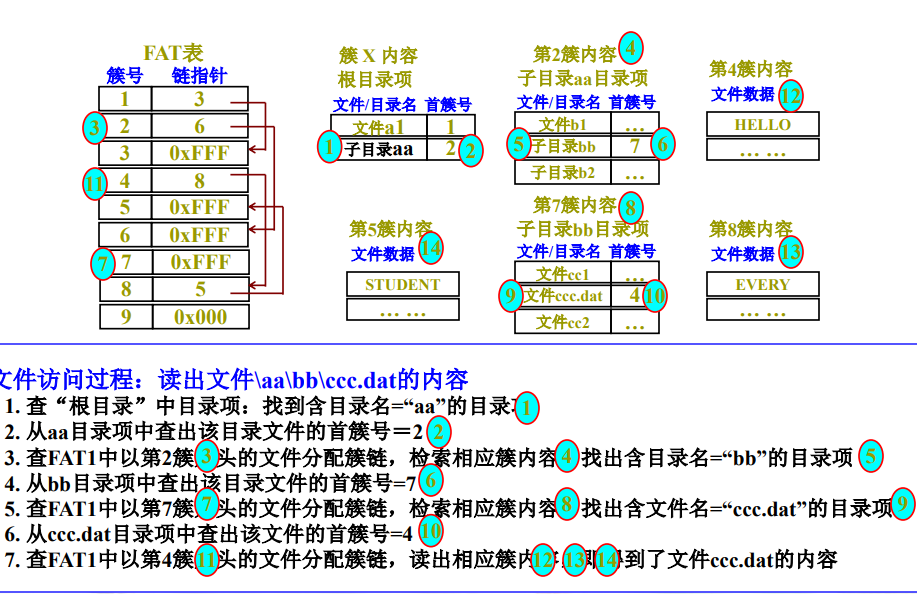 FAT表
簇号 链指针
1 3
③ 2 6
3 0xFFF
⑪ 4 8
5 0xFFF
6 0xFFF
⑦ 7 0xFFF
8 5
9 0x000
簇 X 内容
根目录项
文件/目录名 首簇号
文件a1 1
① 子目录aa 2 ②
第2簇内容 ④
子目录aa目录项
文件/目录名 首簇号
文件b1 …
⑤ 子目录bb 7 ⑥
子目录b2 …
第4簇内容
文件数据 ⑫
HELLO
… …
第5簇内容
文件数据 ⑭
STUDENT
… …
第7簇内容 ⑧
子目录bb目录项
文件/目录名 首簇号
文件cc1 …
⑨ 文件ccc.dat 4 ⑩
文件cc2 …
第8簇内容
文件数据 ⑬
EVERY
… …
文件访问过程：读出文件\aa\bb\ccc.dat的内容
1. 查“根目录”中目录项：找到含目录名=“aa”的目录 ①
2. 从aa目录项中查出该目录文件的首簇号＝2 ②
3. 查FAT1中以第2簇 ③ 头的文件分配簇链，检索相应簇内容 ④ 找出含目录名=“bb”的目录项 ⑤
4. 从bb目录项中查出该目录文件的首簇号=7 ⑥
5. 查FAT1中以第7簇 ⑦ 头的文件分配簇链，检索相应簇内容 ⑧ 找出含文件名=“ccc.dat”的目录项 ⑨
6. 从ccc.dat目录项中查出该文件的首簇号=4 ⑩
7. 查FAT1中以第4簇 ⑪ 头的文件分配簇链，读出相应簇内 ⑫ ⑬ ⑭ 到了文件ccc.dat的内容